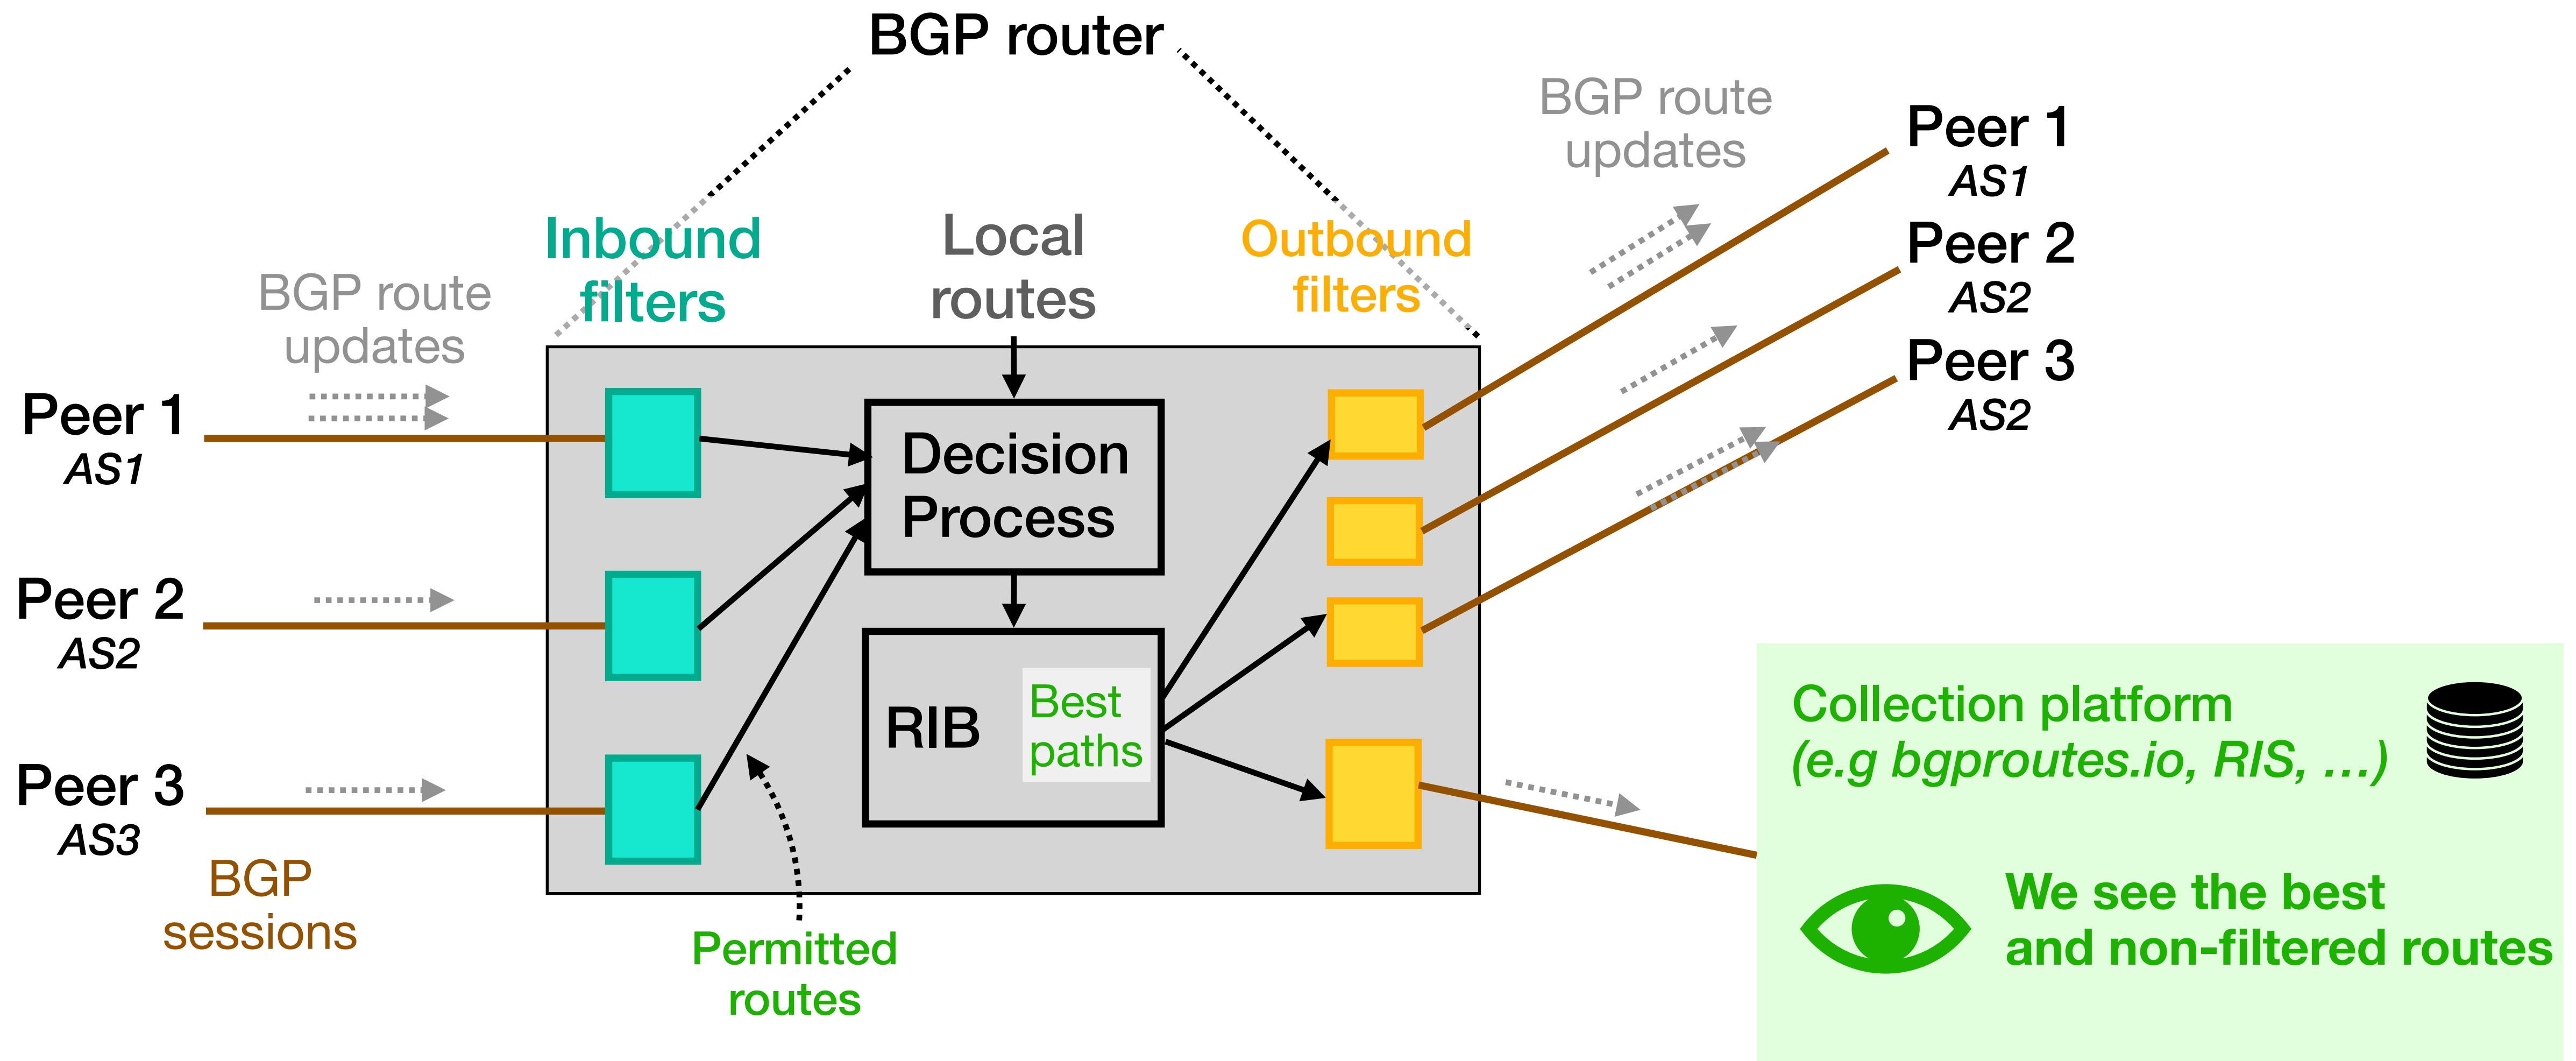 BGP router
BGP route
updates
Peer 1
AS1
Peer 2
AS2
Peer 3
AS3
BGP
sessions
Inbound
filters
Local
routes
Outbound
filters
Decision
Process
RIB
Best
paths
Permitted
routes
BGP route
updates
Peer 1
AS1
Peer 2
AS2
Peer 3
AS2
Collection platform
(e.g bgproutes.io, RIS, …)
We see the best
and non-filtered routes